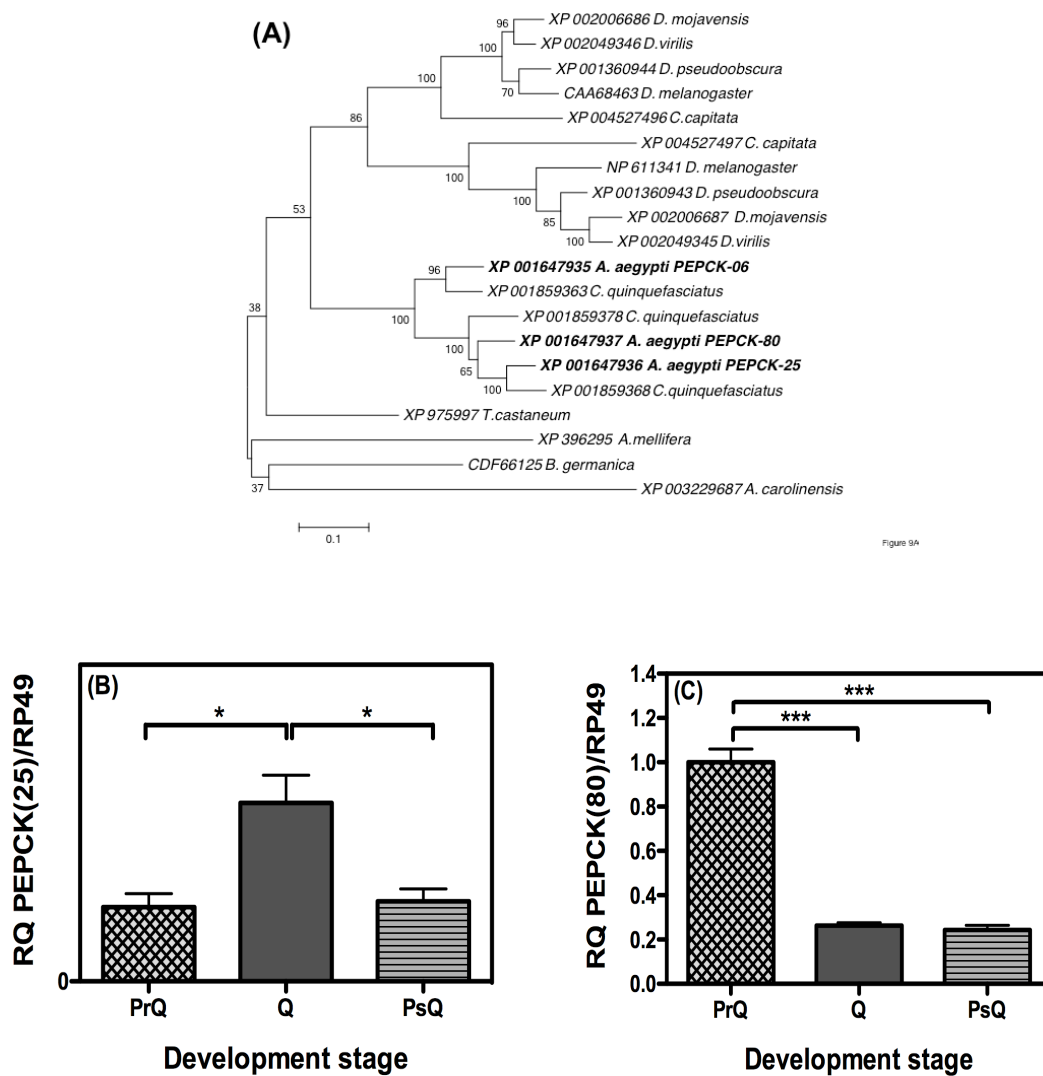 (A)
96
XP 002006686 D. mojavensis
100
XP 002049346 D.virilis
XP 001360944 D. pseudoobscura
100
70
CAA68463 D. melanogaster
XP 004527496 C.capitata
86
XP 004527497 C. capitata
NP 611341 D. melanogaster
100
XP 001360943 D. pseudoobscura
100
XP 002006687 D.mojavensis
85
XP 002049345 D.virilis
100
53
96
XP 001647935 A. aegypti PEPCK-06
XP 001859363 C. quinquefasciatus
38
XP 001859378 C. quinquefasciatus
100
XP 001647937 A. aegypti PEPCK-80
100
XP 001647936 A. aegypti PEPCK-25
65
XP 001859368 C.quinquefasciatus
100
XP 975997 T.castaneum
XP 396295 A.mellifera
CDF66125 B. germanica
37
XP 003229687 A. carolinensis
0.1
Figure 9A
(B)
RQ PEPCK(25)/RP49
*
*
0
PrQ
Q
PsQ
Development stage
(C)
RQ PEPCK(80)/RP49
1.4
1.2
1.0
0.8
0.6
0.4
0.2
0.0
***
***
PrQ
Q
PsQ
Development stage